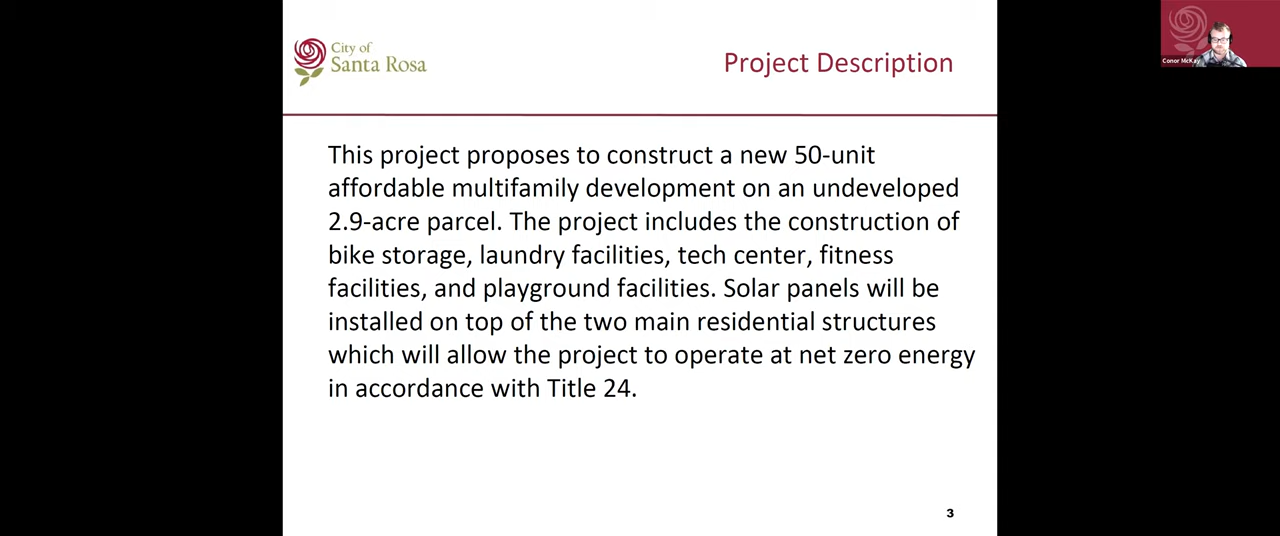 City of
Santa Rosa
Project Description
Conor McKay
This project proposes to construct a new 50-unit
affordable multifamily development on an undeveloped
2.9-acre parcel. The project includes the construction of
bike storage, laundry facilities, tech center, fitness
facilities, and playground facilities. Solar panels will be
installed on top of the two main residential structures
which will allow the project to operate at net zero energy
in accordance with Title 24.
3